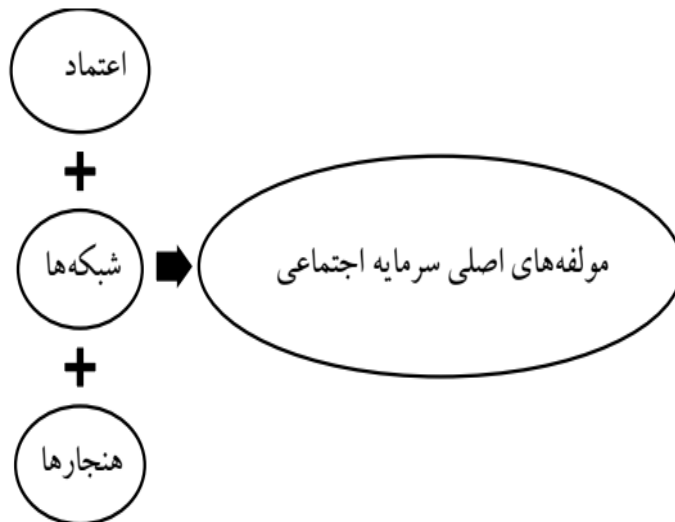 اعتماد
+
شبکه‌ها
مولفه‌های اصلی سرمایه اجتماعی
+
هنجارها